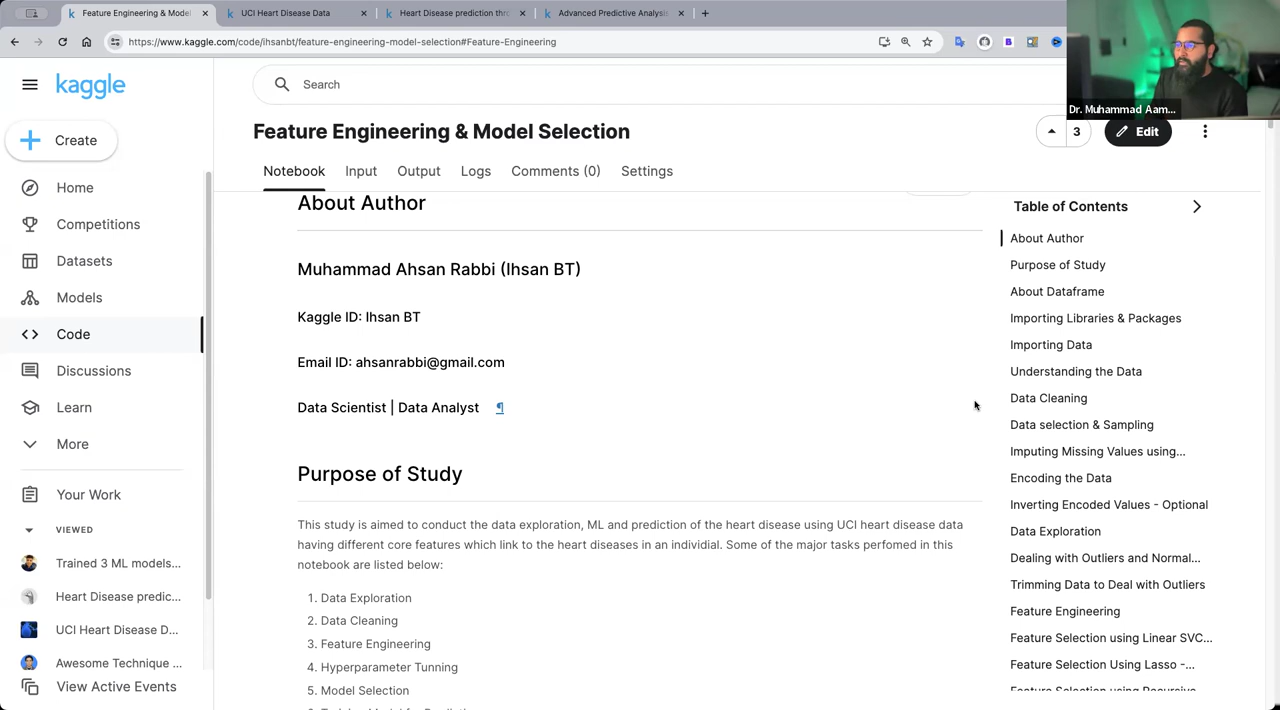 Feature Engineering & Model
UCI Heart Disease Data
Heart Disease prediction thro
Advanced Predictive Analysis
https://www.kaggle.com/code/ihsanbt/feature-engineering-model-selection#Feature-Engineering
Dr. Muhammad Aam...
kaggle
Search
Create
Feature Engineering & Model Selection
3
Edit
Notebook
Input
Output
Logs
Comments (0)
Settings
Home
Competitions
Datasets
Models
Code
Discussions
Learn
More
Your Work
VIEWED
Trained 3 ML models...
Heart Disease predic...
UCI Heart Disease D...
Awesome Technique ...
View Active Events
About Author
Muhammad Ahsan Rabbi (Ihsan BT)
Kaggle ID: Ihsan BT
Email ID: ahsanrabbi@gmail.com
Data Scientist | Data Analyst ¶
Purpose of Study
This study is aimed to conduct the data exploration, ML and prediction of the heart disease using UCI heart disease data
having different core features which link to the heart diseases in an individial. Some of the major tasks perfomed in this
notebook are listed below:
1. Data Exploration
2. Data Cleaning
3. Feature Engineering
4. Hyperparameter Tunning
5. Model Selection
Table of Contents
About Author
Purpose of Study
About Dataframe
Importing Libraries & Packages
Importing Data
Understanding the Data
Data Cleaning
Data selection & Sampling
Imputing Missing Values using...
Encoding the Data
Inverting Encoded Values - Optional
Data Exploration
Dealing with Outliers and Normal...
Trimming Data to Deal with Outliers
Feature Engineering
Feature Selection using Linear SVC...
Feature Selection Using Lasso -...
Feature Selection using Recursive